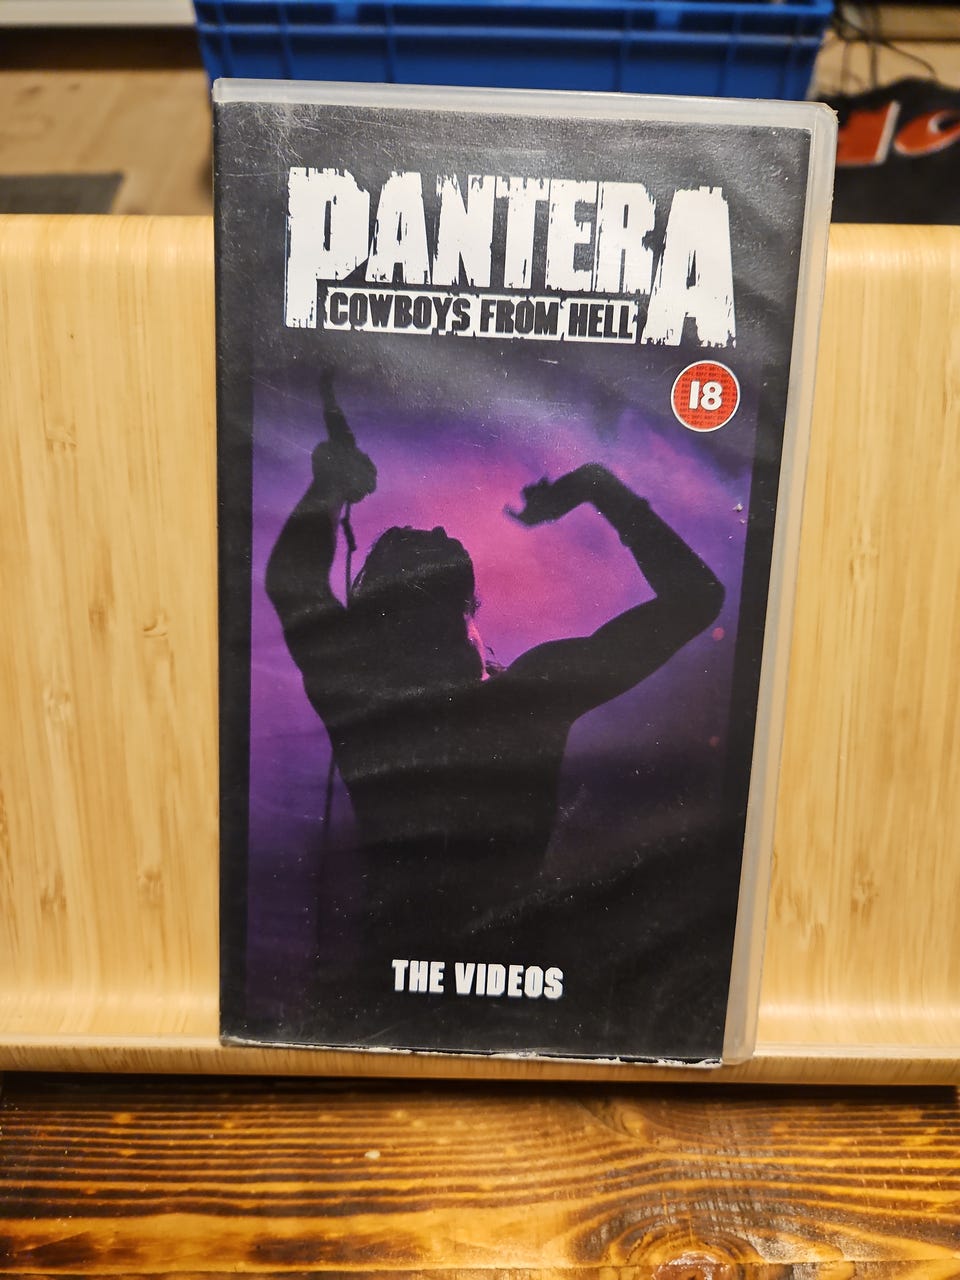 PANTERA
COWBOYS FROM HELL
18
THE VIDEOS